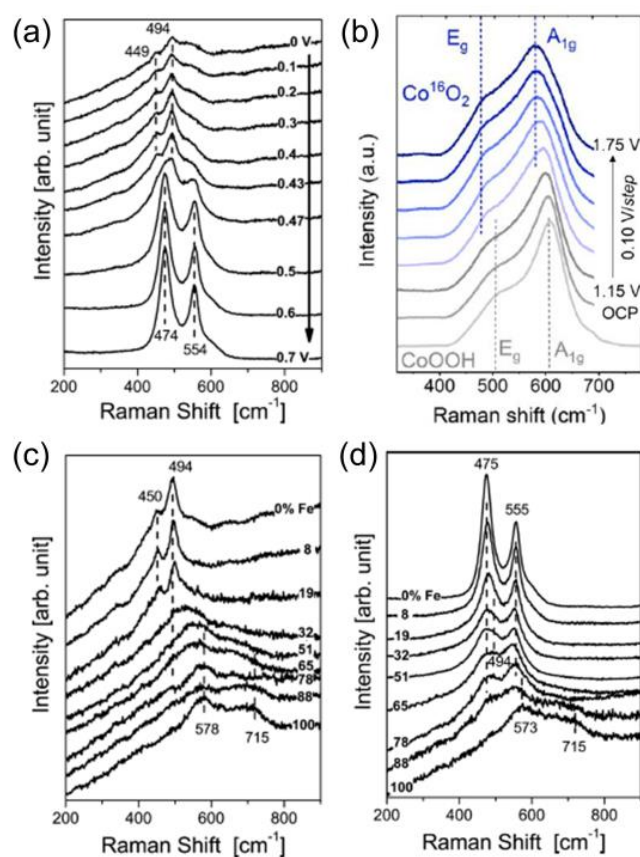 (a)
494
449
0 V
0.1
0.2
0.3
0.4
0.43
0.47
0.5
0.6
0.7 V
474
554
Intensity [arb. unit]
200 400 600 800
Raman Shift [cm⁻¹]
(b)
E_g
A_1g
Co¹⁶O₂
1.75 V
0.10 V/step
1.15 V
OCP
E_g
A_1g
CoOOH
Intensity (a.u.)
400 500 600 700
Raman shift (cm⁻¹)
(c)
494
450
0% Fe
8
19
32
51
65
78
88
100
578
715
Intensity [arb. unit]
200 400 600 800
Raman Shift [cm⁻¹]
(d)
475
555
0% Fe
8
19
32
51
65
494
78
573
88
715
100
Intensity [arb. unit]
200 400 600 800
Raman Shift [cm⁻¹]